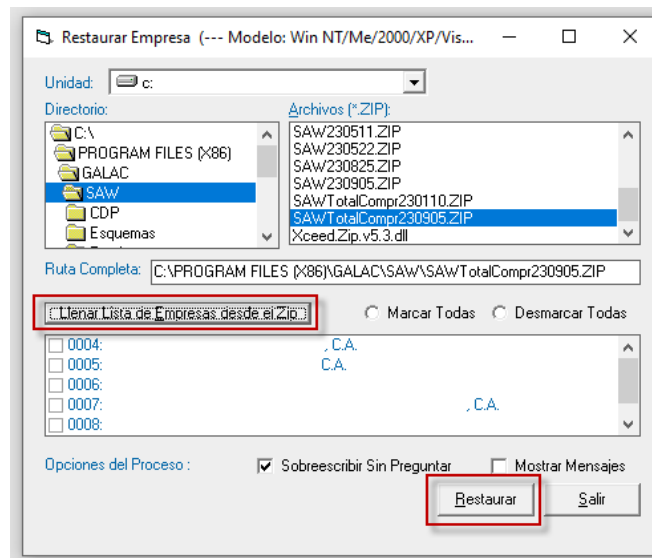 Restaurar Empresa (--- Modelo: Win NT/Me/2000/XP/Vis...
Unidad: c:
Directorio:
Archivos (*.ZIP):
C:\
PROGRAM FILES (X86)
GALAC
SAW
CDP
Esquemas
SAW230511.ZIP
SAW230522.ZIP
SAW230825.ZIP
SAW230905.ZIP
SAWTotalCompr230110.ZIP
SAWTotalCompr230905.ZIP
Xceed.Zip.v5.3.dll
Ruta Completa: C:\PROGRAM FILES (X86)\GALAC\SAW\SAWTotalCompr230905.ZIP
Llenar Lista de Empresas desde el Zip Marcar Todas Desmarcar Todas
0004: , C.A.
0005: C.A.
0006:
0007: , C.A.
0008:
Opciones del Proceso : Sobreescribir Sin Preguntar Mostrar Mensajes
Restaurar Salir